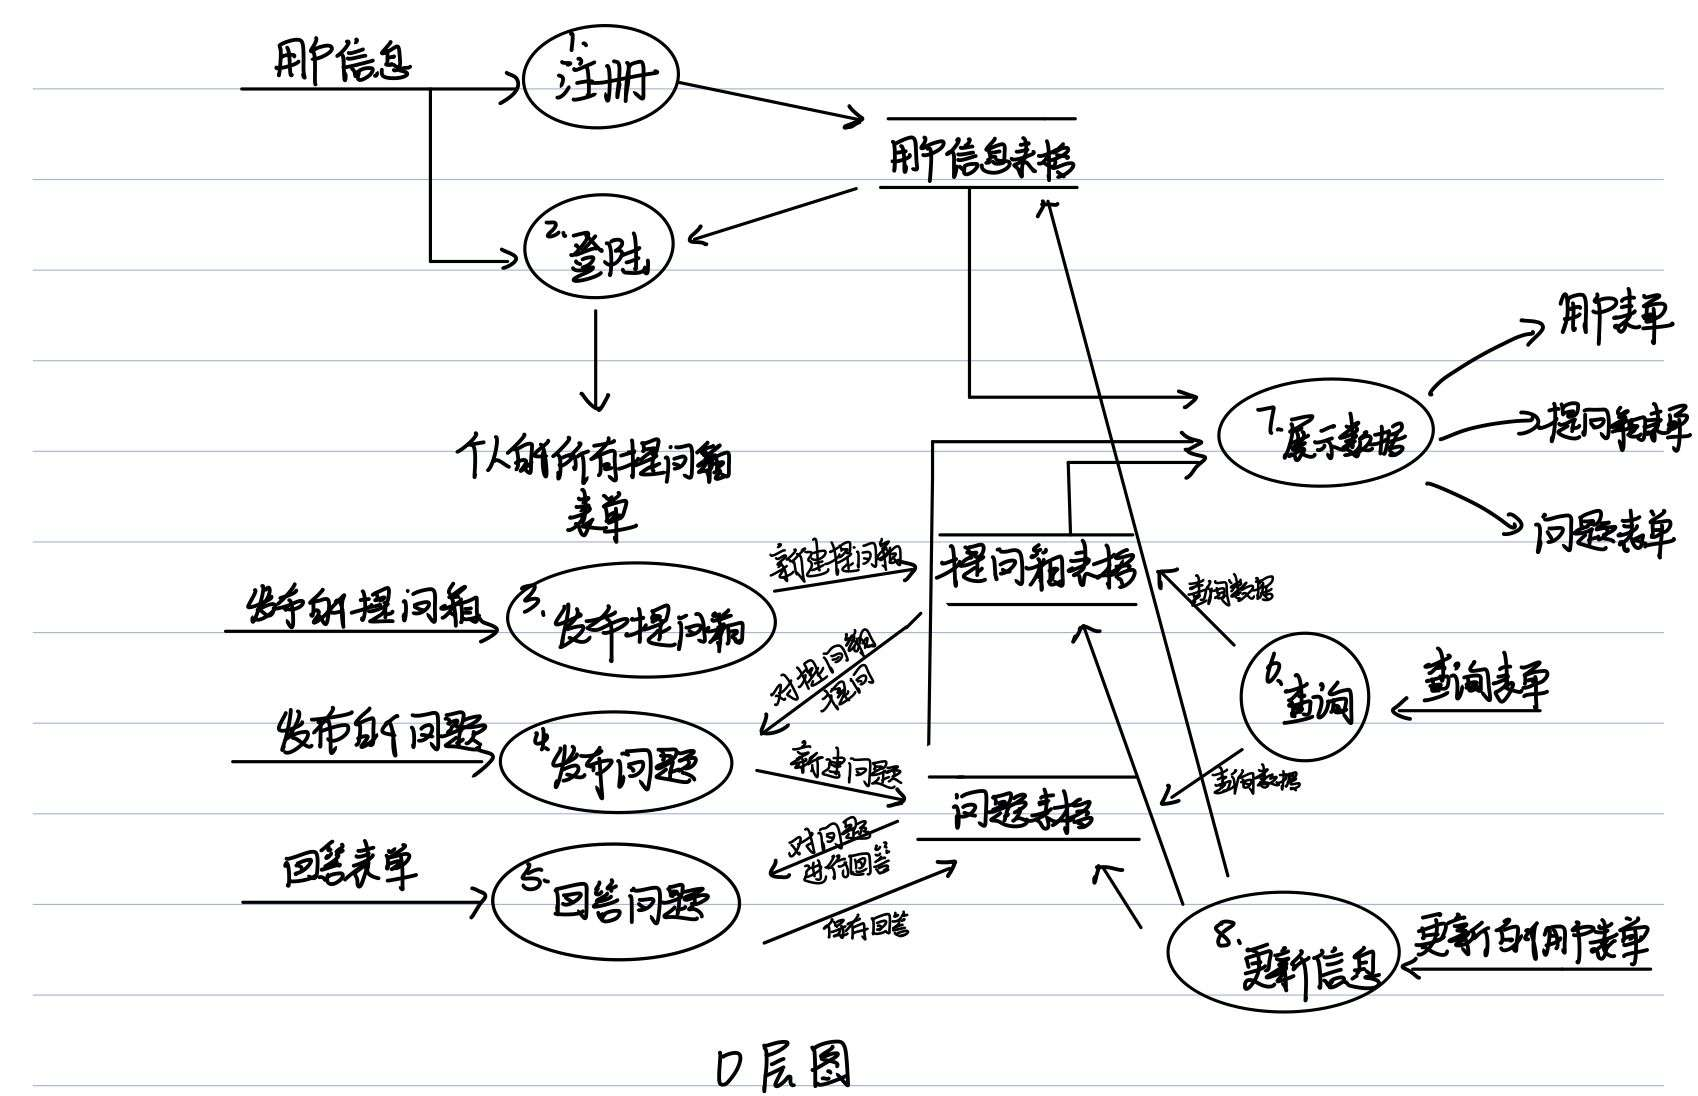 用户信息
1.
注册
用户信息表格
2.
登陆
用户表单
7.
展示数据
提问箱表单
个人的所有提问箱
表单
问题表单
新建提问箱
提问箱表格
查询数据
发布的提问箱
3.
发布提问箱
对提问箱
提问
6.
查询
查询表单
发布的问题
4.
发布问题
新建问题
查询数据
问题表格
对问题
进行回答
回答表单
5.
回答问题
保存回答
8.
更新信息
更新的用户表单
0层图